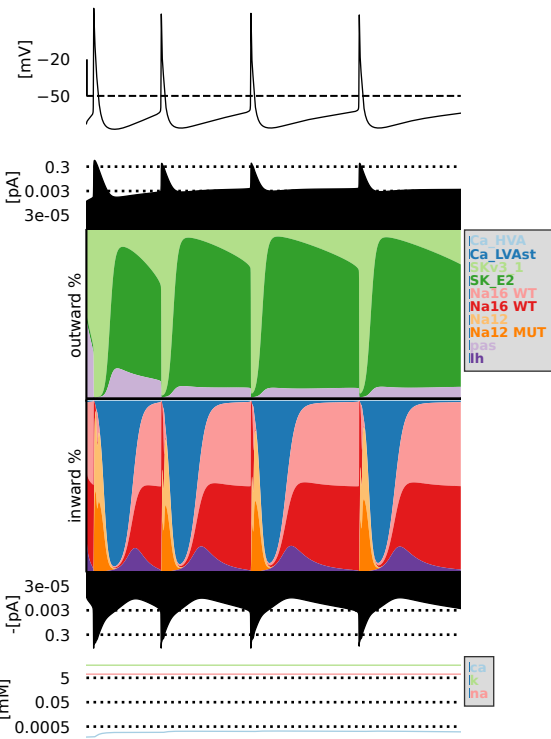 [mV]
−20
−50
[pA]
0.3
0.003
3e-05
outward %
Ca_HVA
Ca_LVAst
SKv3_1
SK_E2
Na16 WT
Na16 WT
Na12
Na12 MUT
pas
Ih
inward %
-[pA]
3e-05
0.003
0.3
[mM]
5
0.05
0.0005
ca
k
na